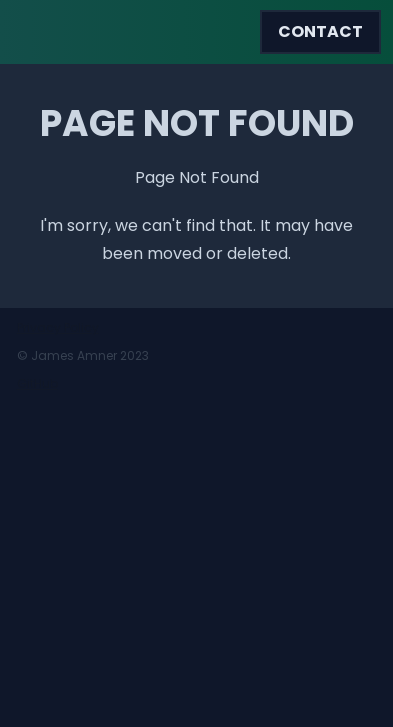 CONTACT
PAGE NOT FOUND
Page Not Found
I'm sorry, we can't find that. It may have
been moved or deleted.
© James Amner 2023